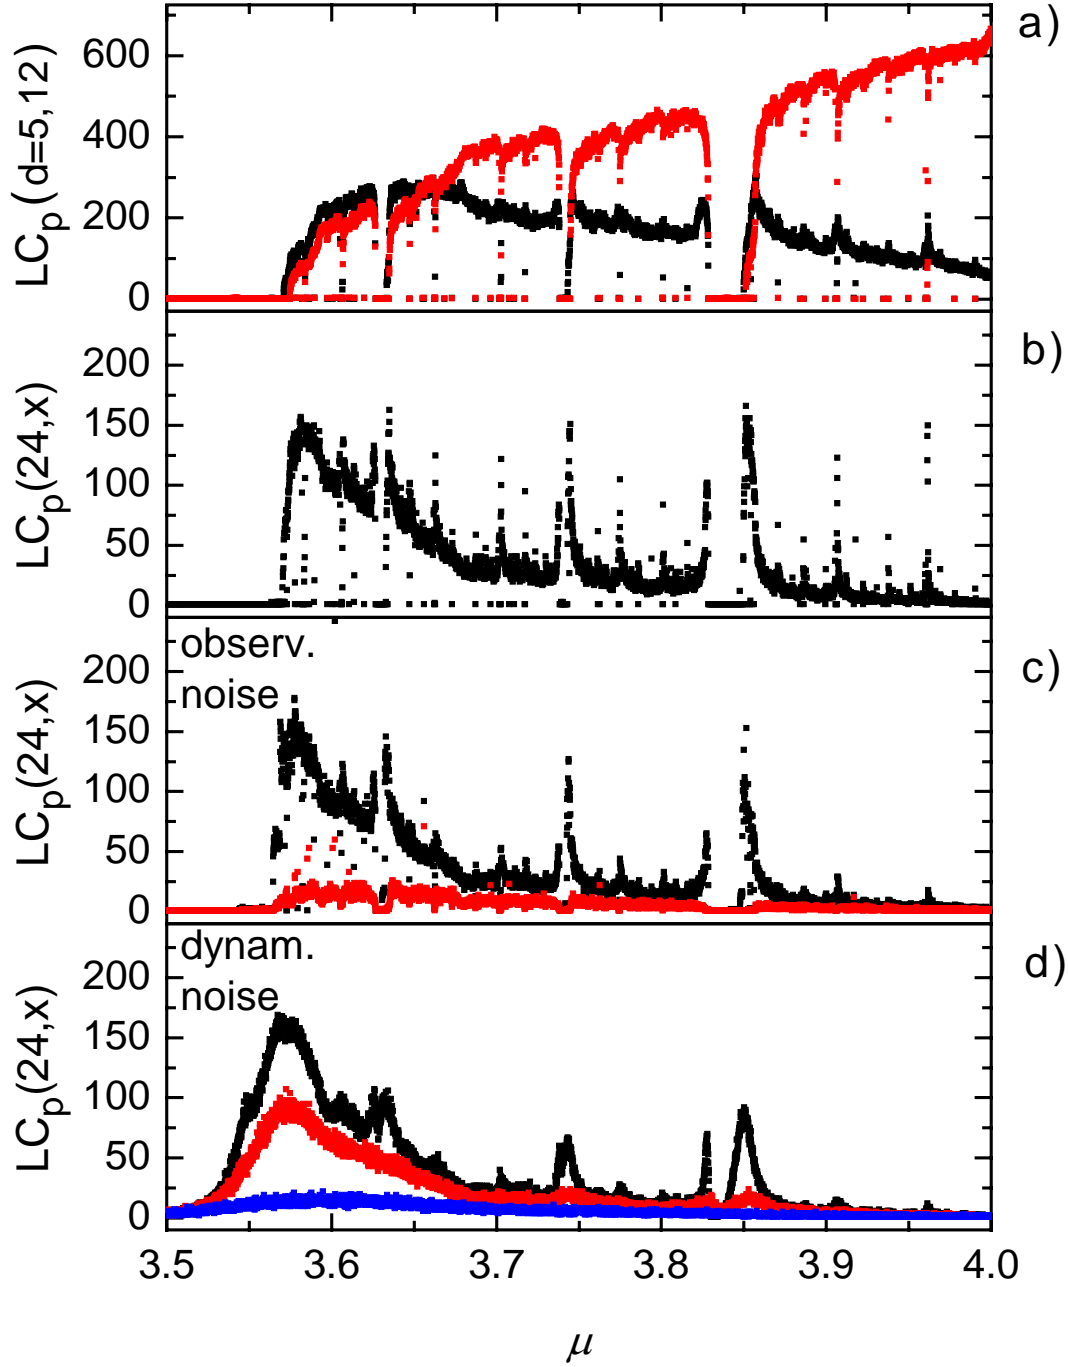 a)
LCp(d=5,12)
600
400
200
0
b)
LCp(24,x)
200
150
100
50
0
c)
observ.
noise
LCp(24,x)
200
150
100
50
0
d)
dynam.
noise
LCp(24,x)
200
150
100
50
0
3.5 3.6 3.7 3.8 3.9 4.0
μ